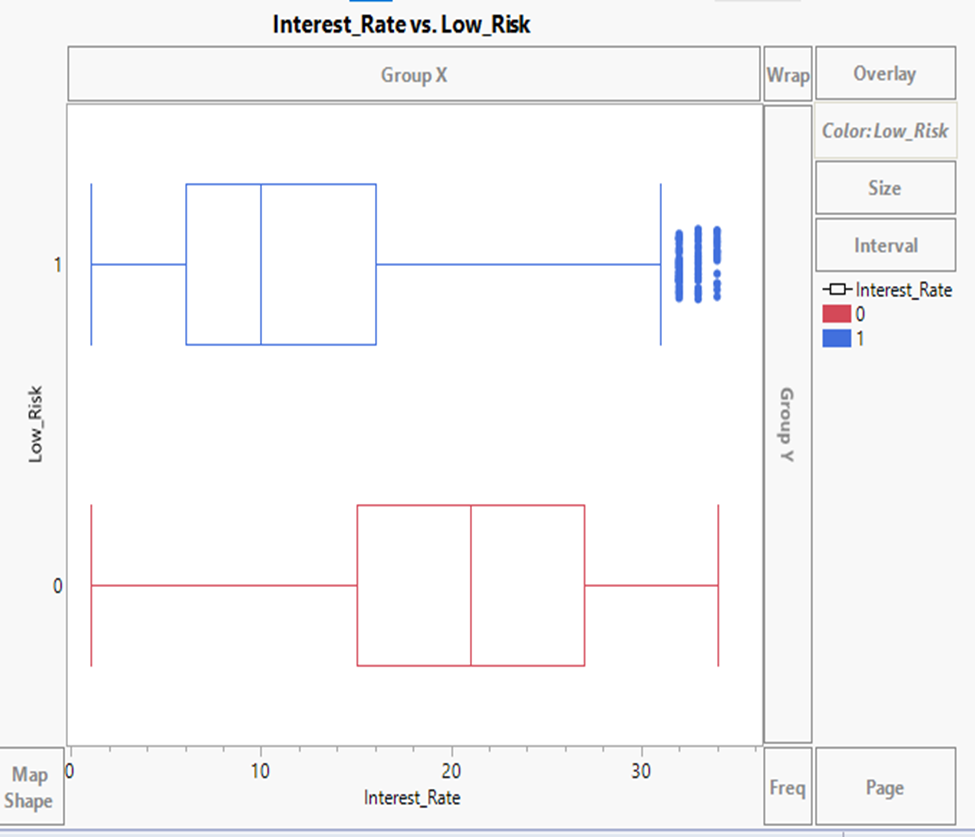 Interest_Rate vs. Low_Risk
Group X
Wrap
Overlay
Color: Low_Risk
Size
Interval
Interest_Rate
0
1
Group Y
Low_Risk
1
0
Map
Shape
0
10
20
30
Interest_Rate
Freq
Page